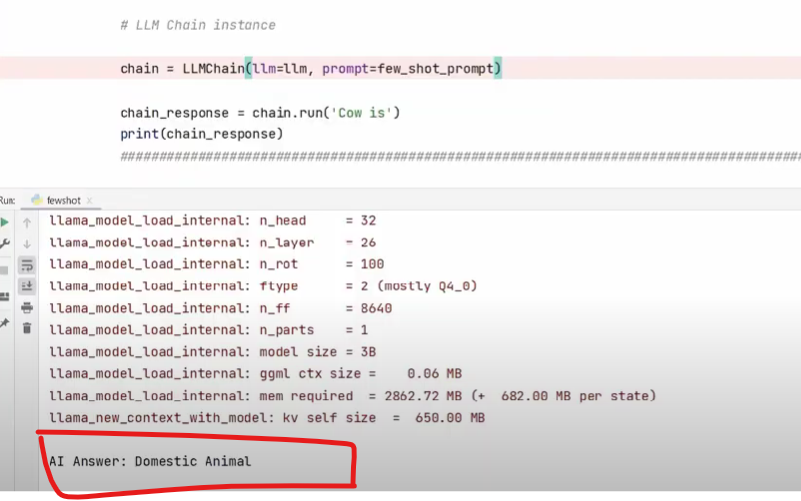 # LLM Chain instance
chain = LLMChain(llm=llm, prompt=few_shot_prompt)
chain_response = chain.run('Cow is')
print(chain_response)
################################################################################################
Run: fewshot x
llama_model_load_internal: n_head     = 32
llama_model_load_internal: n_layer    = 26
llama_model_load_internal: n_rot      = 100
llama_model_load_internal: ftype      = 2 (mostly Q4_0)
llama_model_load_internal: n_ff       = 8640
llama_model_load_internal: n_parts    = 1
llama_model_load_internal: model size = 3B
llama_model_load_internal: ggml ctx size =    0.06 MB
llama_model_load_internal: mem required  = 2862.72 MB (+  682.00 MB per state)
llama_new_context_with_model: kv self size  =  650.00 MB
AI Answer: Domestic Animal